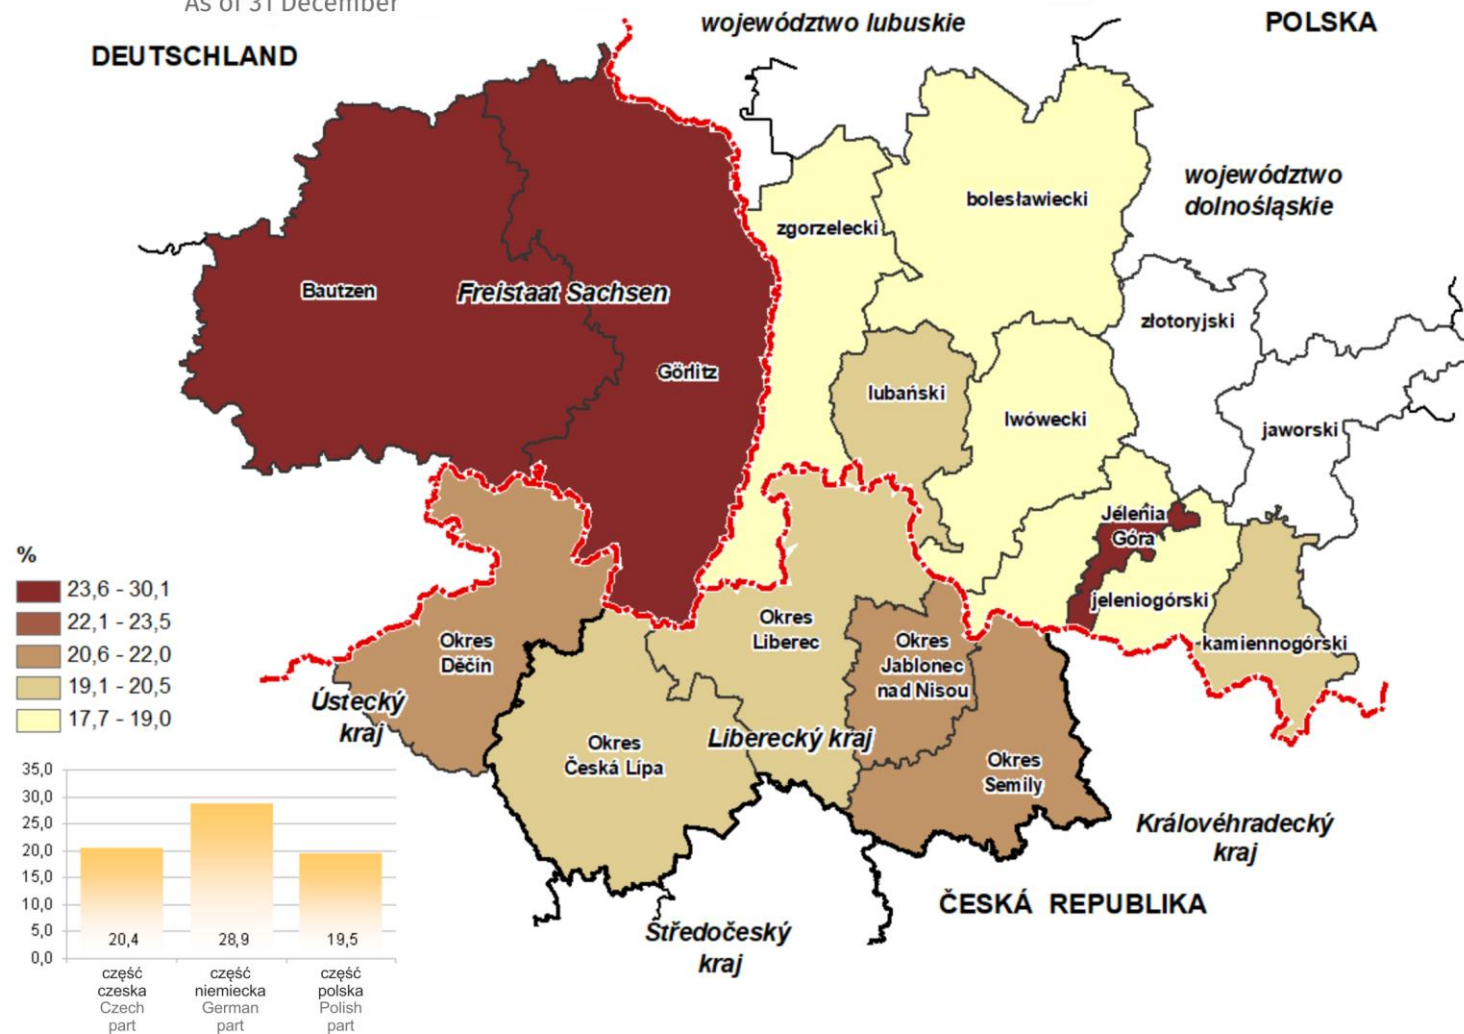 As of 31 December
DEUTSCHLAND
województwo lubuskie
POLSKA
województwo
dolnośląskie
bolesławiecki
zgorzelecki
Bautzen
Freistaat Sachsen
złotoryjski
Görlitz
lubański
lwówecki
jaworski
Jelenia
Góra
jeleniogórski
kamiennogórski
%
23,6 - 30,1
22,1 - 23,5
20,6 - 22,0
19,1 - 20,5
17,7 - 19,0
Okres
Děčín
Okres
Liberec
Okres
Jablonec
nad Nisou
Ústecký
kraj
Okres
Česká Lípa
Liberecký kraj
Okres
Semily
Královéhradecký
kraj
ČESKÁ REPUBLIKA
Středočeský
kraj
35,0
30,0
25,0
20,0
15,0
10,0
5,0
0,0
20,4
28,9
19,5
część
czeska
Czech
part
część
niemiecka
German
part
część
polska
Polish
part